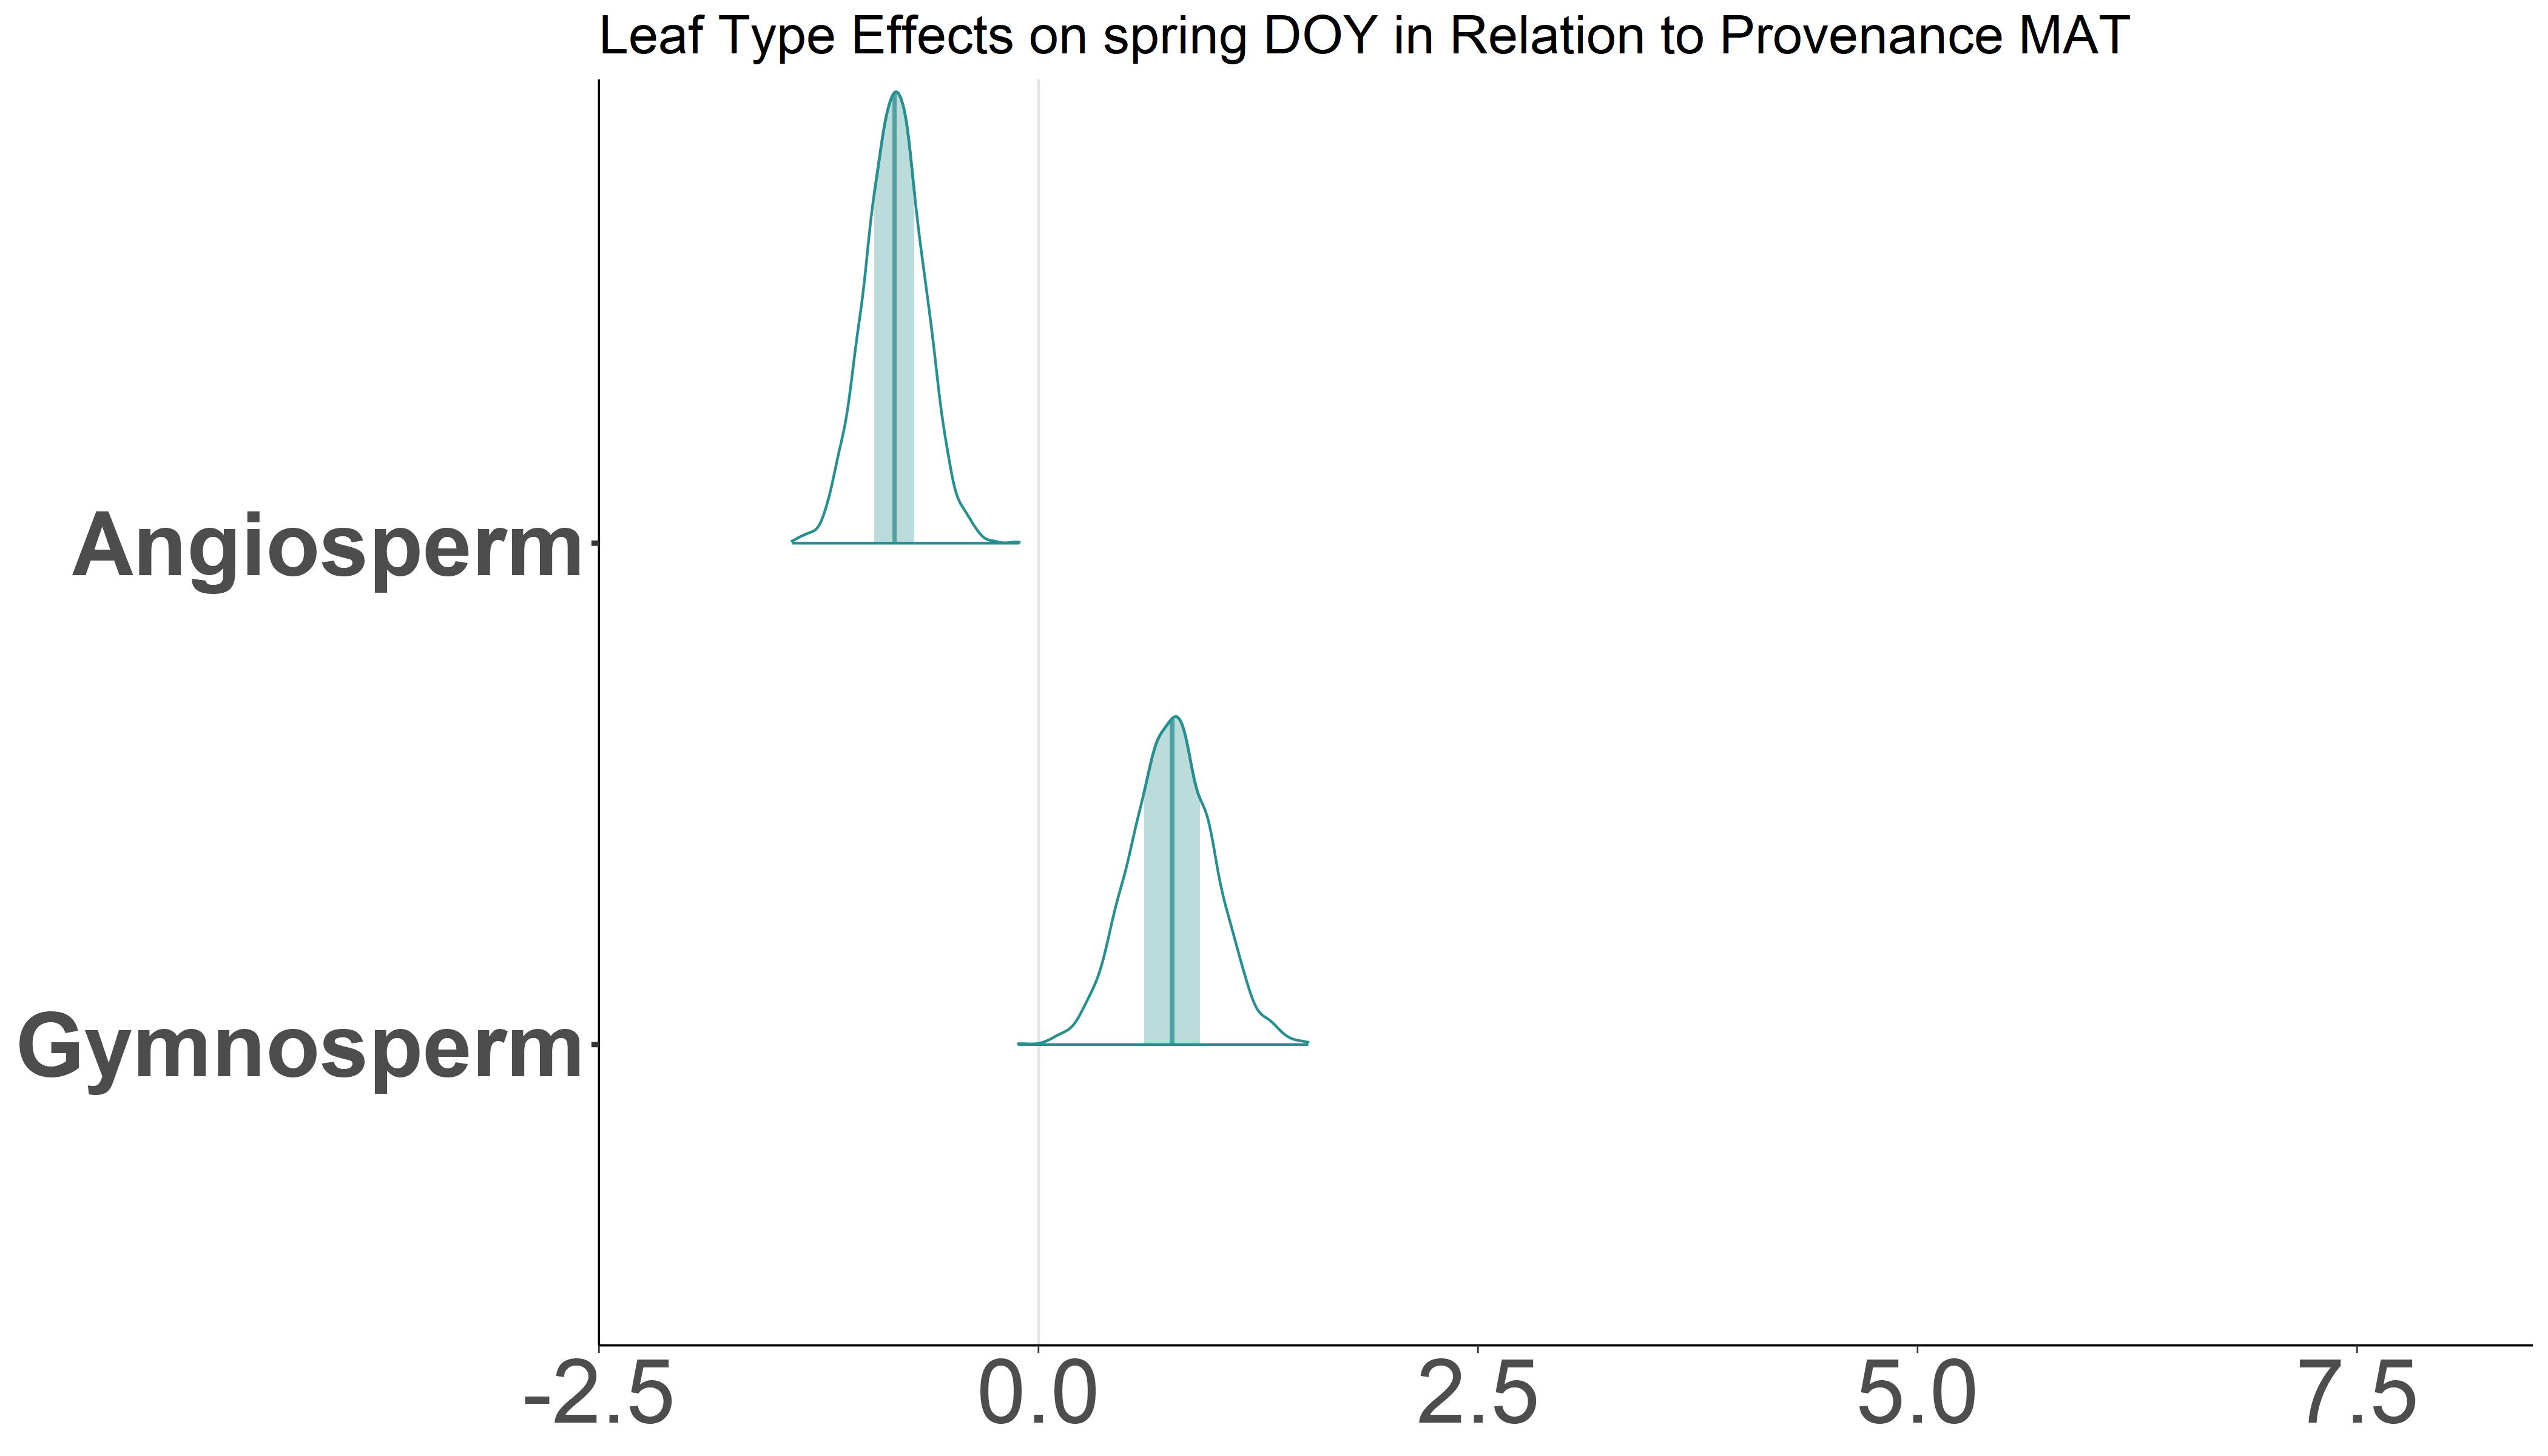 Leaf Type Effects on spring DOY in Relation to Provenance MAT
Angiosperm
Gymnosperm
-2.5 0.0 2.5 5.0 7.5